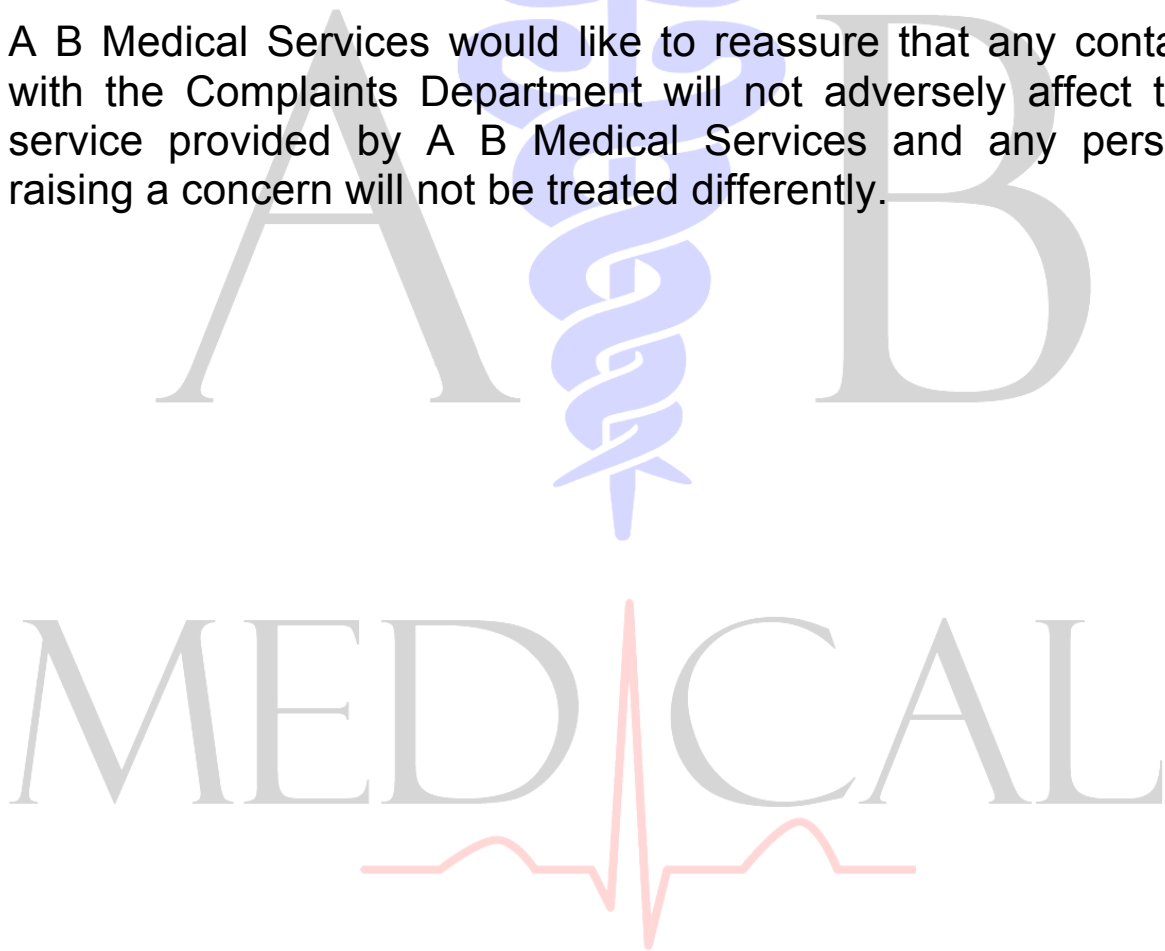 A B Medical Services would like to reassure that any conta
with the Complaints Department will not adversely affect t
service provided by A B Medical Services and any pers
raising a concern will not be treated differently.
A B
MEDICAL